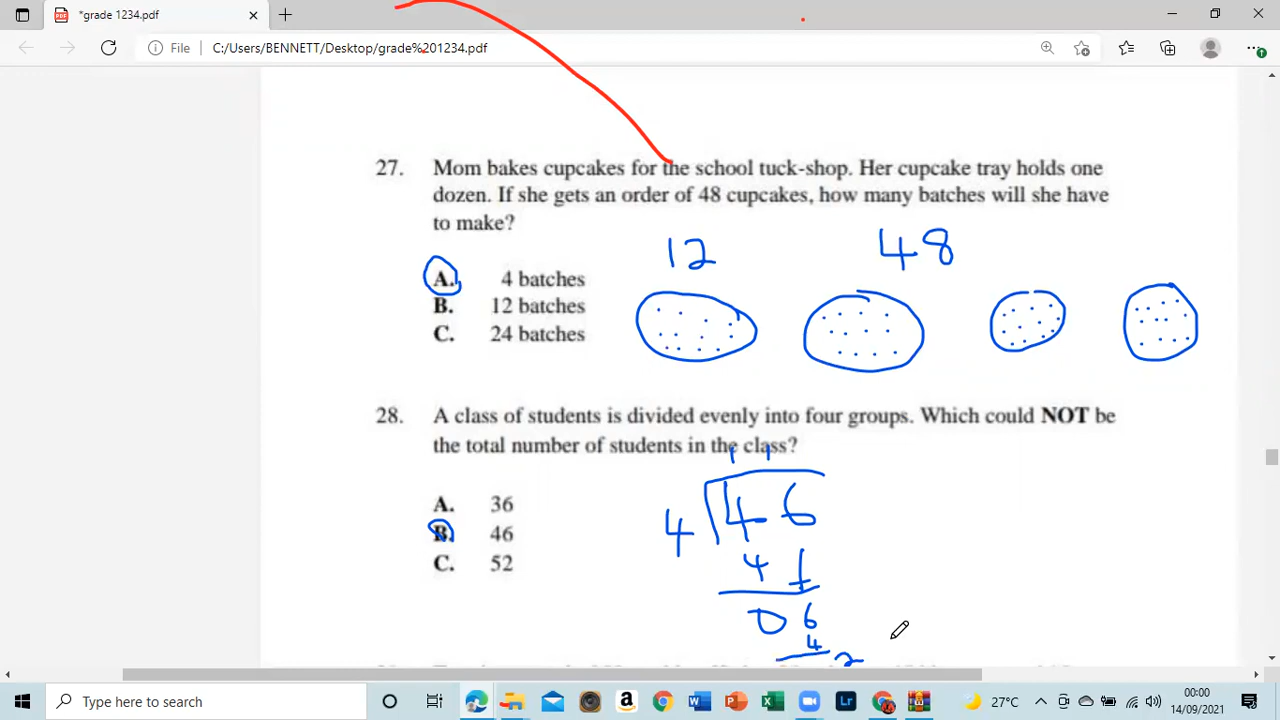 *grade 1234.pdf
File
C:/Users/BENNETT/Desktop/grade%201234.pdf
27. Mom bakes cupcakes for the school tuck-shop. Her cupcake tray holds one
dozen. If she gets an order of 48 cupcakes, how many batches will she have
to make?
12 48
A. 4 batches
B. 12 batches
C. 24 batches
28. A class of students is divided evenly into four groups. Which could NOT be
the total number of students in the class?
1 1
A. 36
B. 46
C. 52
4 46
4
06
4
2
Type here to search
27°C
00:00
14/09/2021